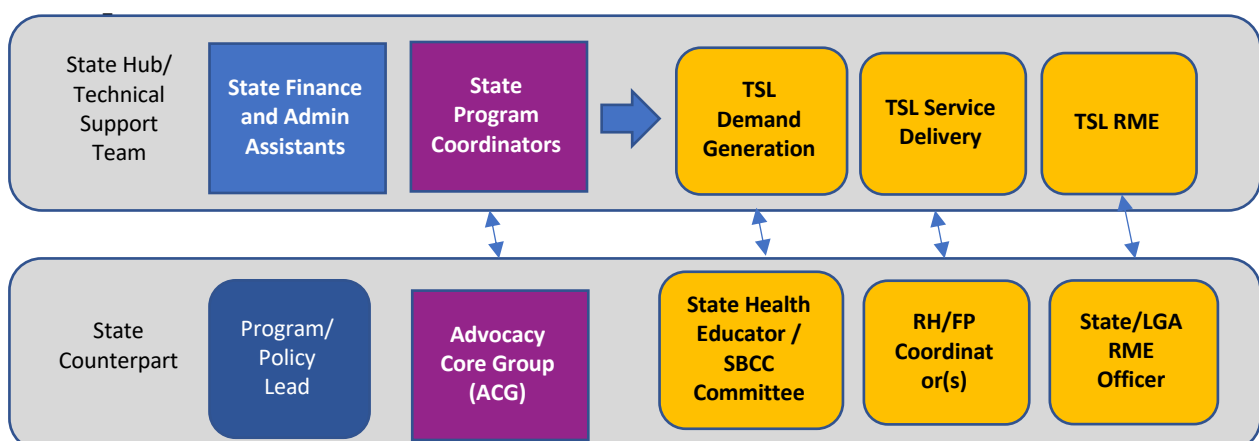 State Hub/
Technical
Support
Team
State Finance
and Admin
Assistants
State
Program
Coordinators
TSL
Demand
Generation
TSL Service
Delivery
TSL RME
State
Counterpart
Program/
Policy
Lead
Advocacy
Core Group
(ACG)
State Health
Educator /
SBCC
Committee
RH/FP
Coordinat
or(s)
State/LGA
RME
Officer